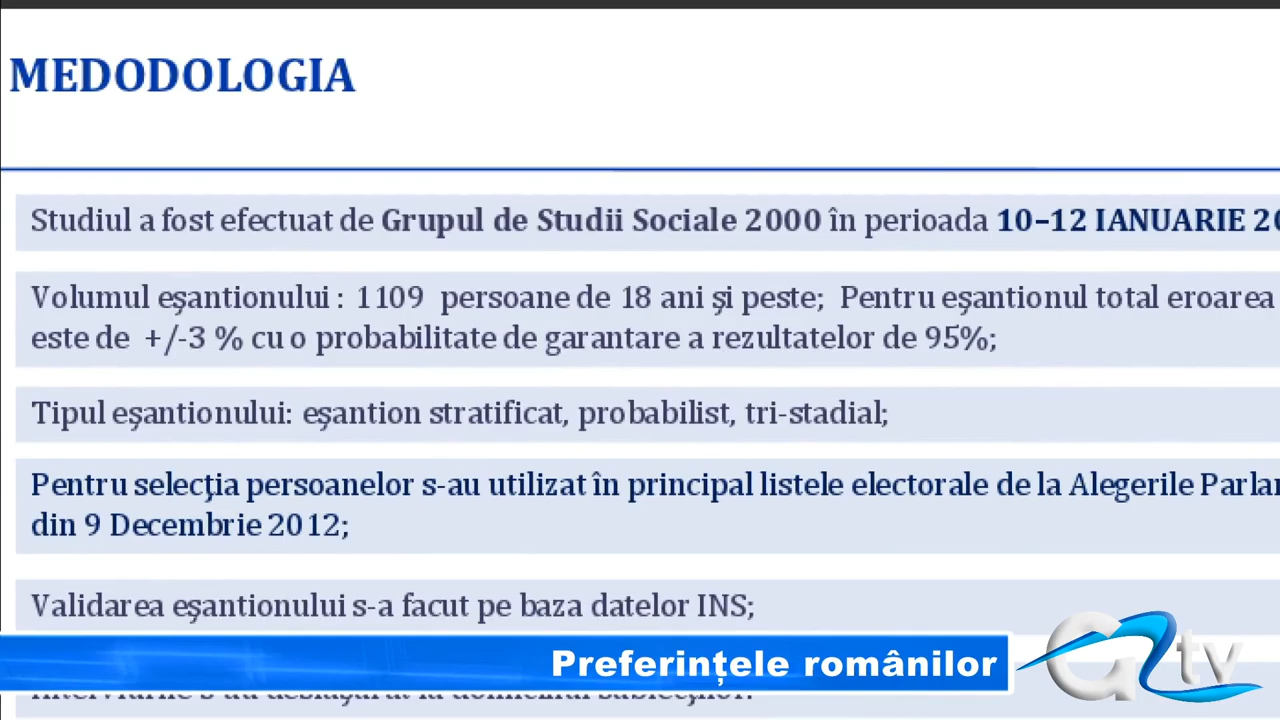 MEDODOLOGIA
Studiul a fost efectuat de Grupul de Studii Sociale 2000 în perioada 10–12 IANUARIE
Volumul eşantionului : 1109 persoane de 18 ani şi peste; Pentru eşantionul total eroarea
este de +/-3 % cu o probabilitate de garantare a rezultatelor de 95%;
Tipul eşantionului: eşantion stratificat, probabilist, tri-stadial;
Pentru selecţia persoanelor s-au utilizat în principal listele electorale de la Alegerile
din 9 Decembrie 2012;
Validarea eşantionului s-a facut pe baza datelor INS;
Preferințele românilor
G2 tv